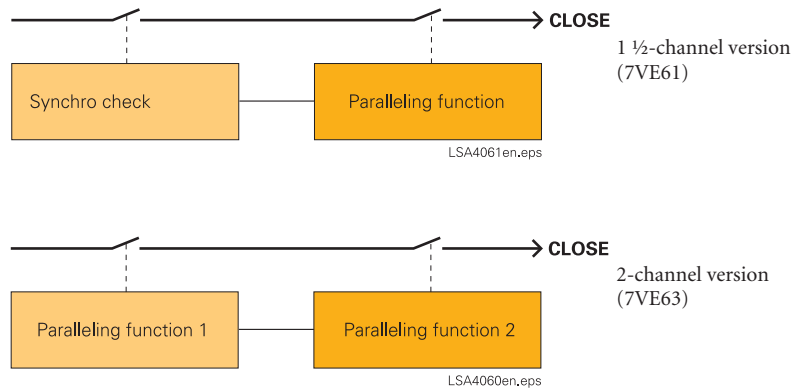 CLOSE
1 ½-channel version
(7VE61)
Synchro check
Paralleling function
LSA4061en.eps
CLOSE
2-channel version
(7VE63)
Paralleling function 1
Paralleling function 2
LSA4060en.eps